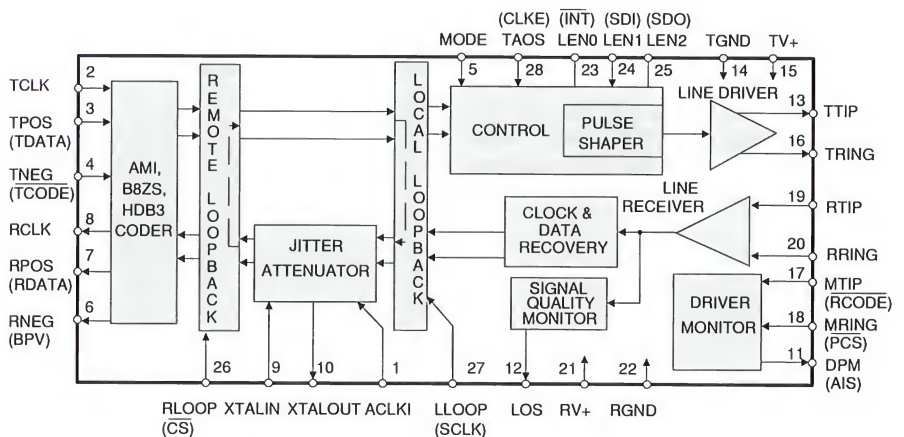 (CLKE) (INT) (SDI) (SDO)
MODE TAOS LEN0 LEN1 LEN2 TGND TV+
5 28 23 24 25 14 15
TCLK 2
TPOS 3
(TDATA)
TNEG 4
(TCODE)
RCLK 8
RPOS 7
(RDATA)
RNEG 6
(BPV)
AMI,
B8ZS,
HDB3
CODER
REMOTE LOOPBACK
LOCAL LOOPBACK
CONTROL
PULSE
SHAPER
LINE DRIVER
13 TTIP
16 TRING
JITTER
ATTENUATOR
CLOCK &
DATA
RECOVERY
LINE
RECEIVER
19 RTIP
20 RRING
SIGNAL
QUALITY
MONITOR
DRIVER
MONITOR
17 MTIP
(RCODE)
18 MRING
(PCS)
11 DPM
(AIS)
26 9 10 1 27 12 21 22
RLOOP XTALIN XTALOUT ACLKI LLOOP LOS RV+ RGND
(CS) (SCLK)